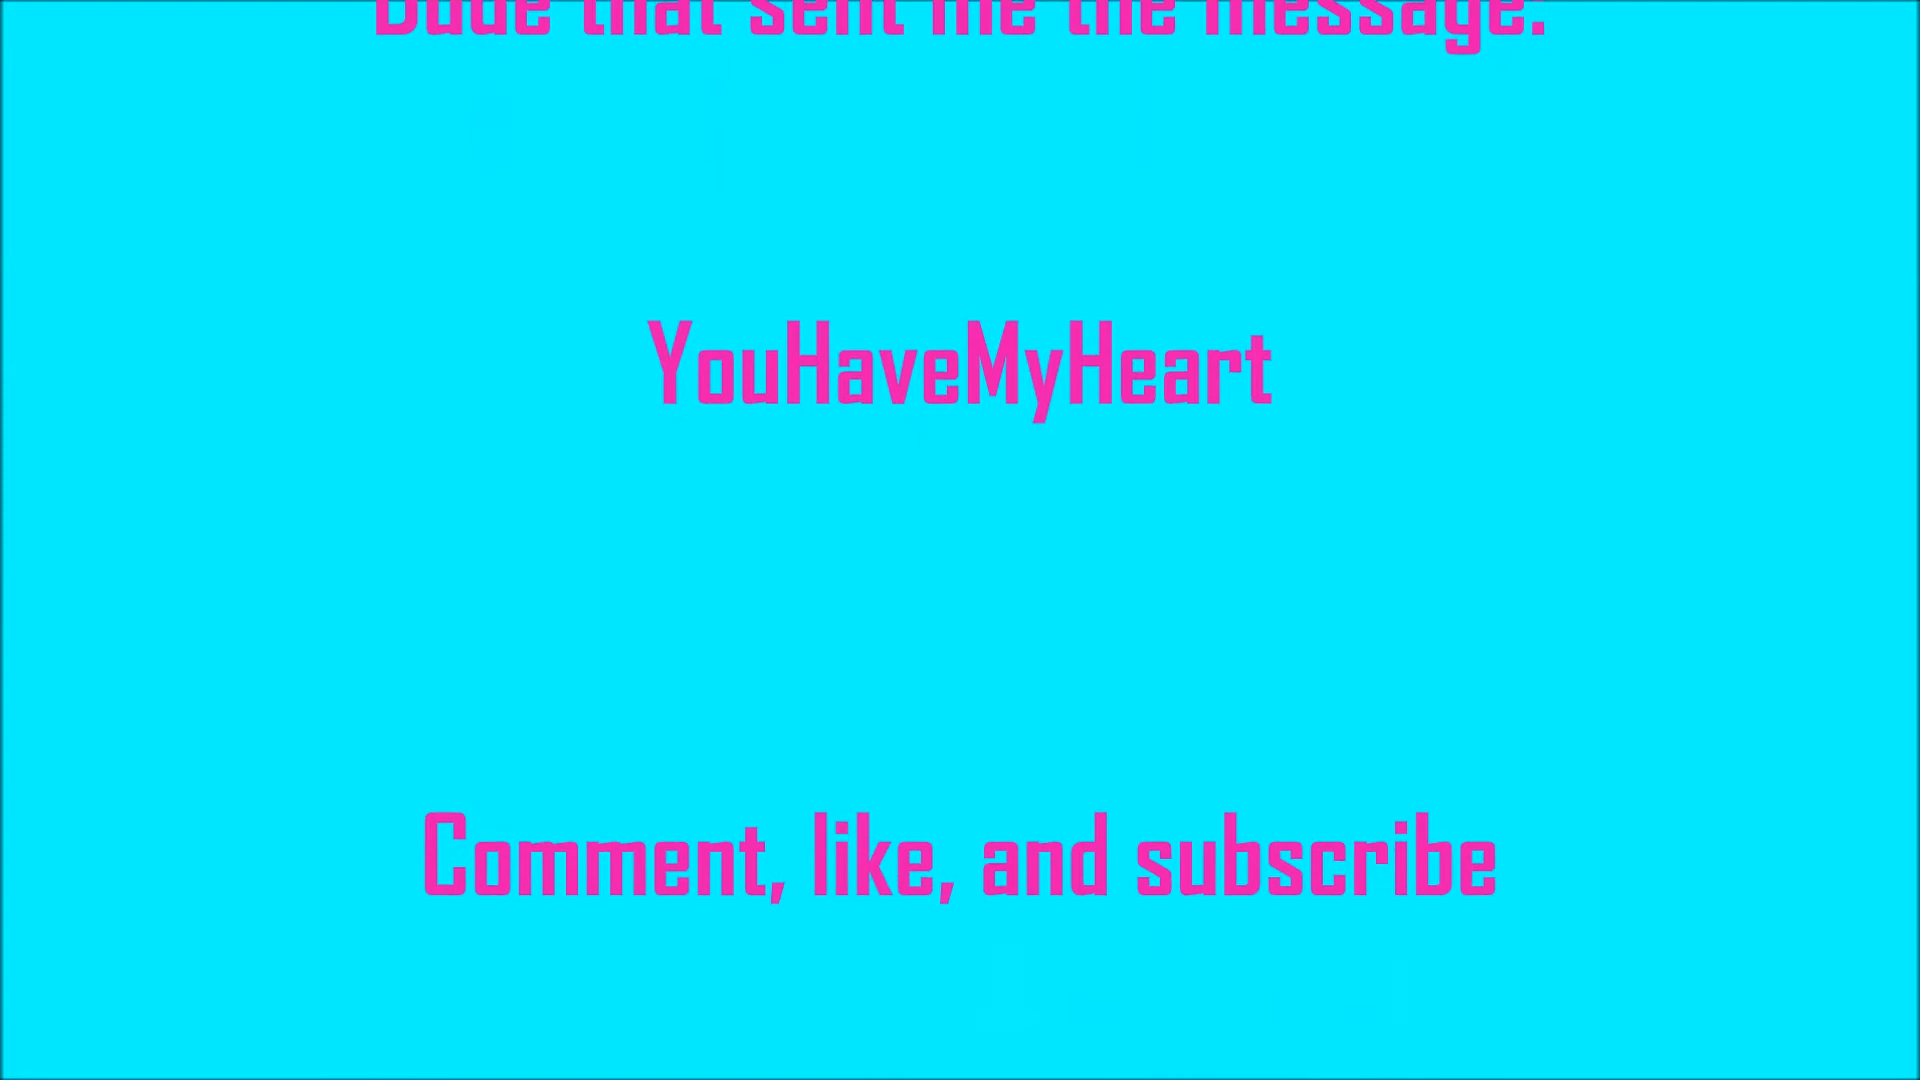 Dude that sent me the message:
YouHaveMyHeart
Comment, like, and subscribe